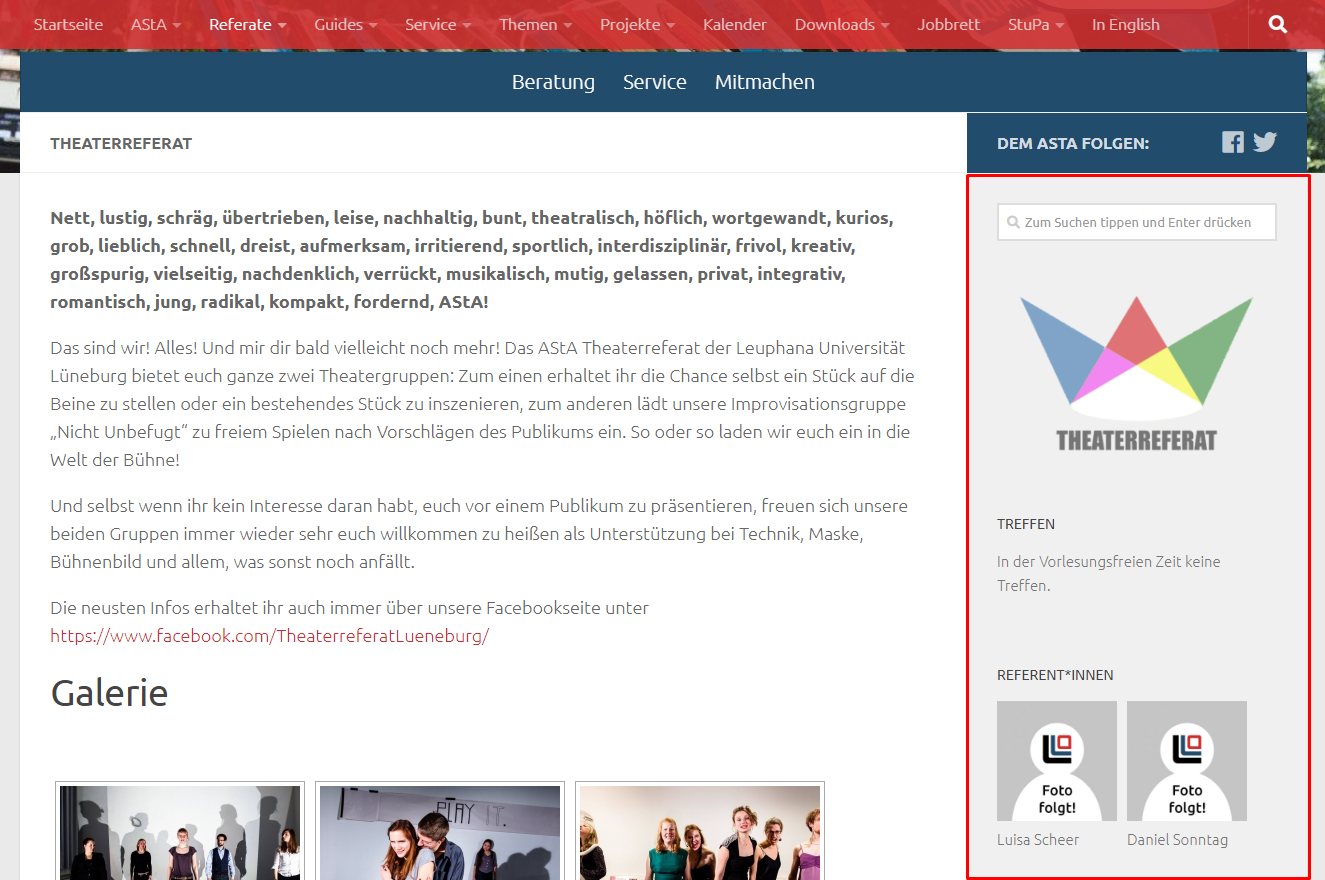 Startseite AStA Referate Guides Service Themen Projekte Kalender Downloads Jobbrett StuPa In English
Beratung Service Mitmachen
THEATERREFERAT
DEM ASTA FOLGEN:
Nett, lustig, schräg, übertrieben, leise, nachhaltig, bunt, theatralisch, höflich, wortgewandt, kurios,
grob, lieblich, schnell, dreist, aufmerksam, irritierend, sportlich, interdisziplinär, frivol, kreativ,
großspurig, vielseitig, nachdenklich, verrückt, musikalisch, mutig, gelassen, privat, integrativ,
romantisch, jung, radikal, kompakt, fordernd, AStA!
Das sind wir! Alles! Und mir dir bald vielleicht noch mehr! Das AStA Theaterreferat der Leuphana Universität
Lüneburg bietet euch ganze zwei Theatergruppen: Zum einen erhaltet ihr die Chance selbst ein Stück auf die
Beine zu stellen oder ein bestehendes Stück zu inszenieren, zum anderen lädt unsere Improvisationsgruppe
„Nicht Unbefugt“ zu freiem Spielen nach Vorschlägen des Publikums ein. So oder so laden wir euch ein in die
Welt der Bühne!
Und selbst wenn ihr kein Interesse daran habt, euch vor einem Publikum zu präsentieren, freuen sich unsere
beiden Gruppen immer wieder sehr euch willkommen zu heißen als Unterstützung bei Technik, Maske,
Bühnenbild und allem, was sonst noch anfällt.
Die neusten Infos erhaltet ihr auch immer über unsere Facebookseite unter
https://www.facebook.com/TheaterreferatLueneburg/
Galerie
PLAY IT.
Zum Suchen tippen und Enter drücken
THEATERREFERAT
TREFFEN
In der Vorlesungsfreien Zeit keine
Treffen.
REFERENT*INNEN
Foto
folgt!
Foto
folgt!
Luisa Scheer
Daniel Sonntag